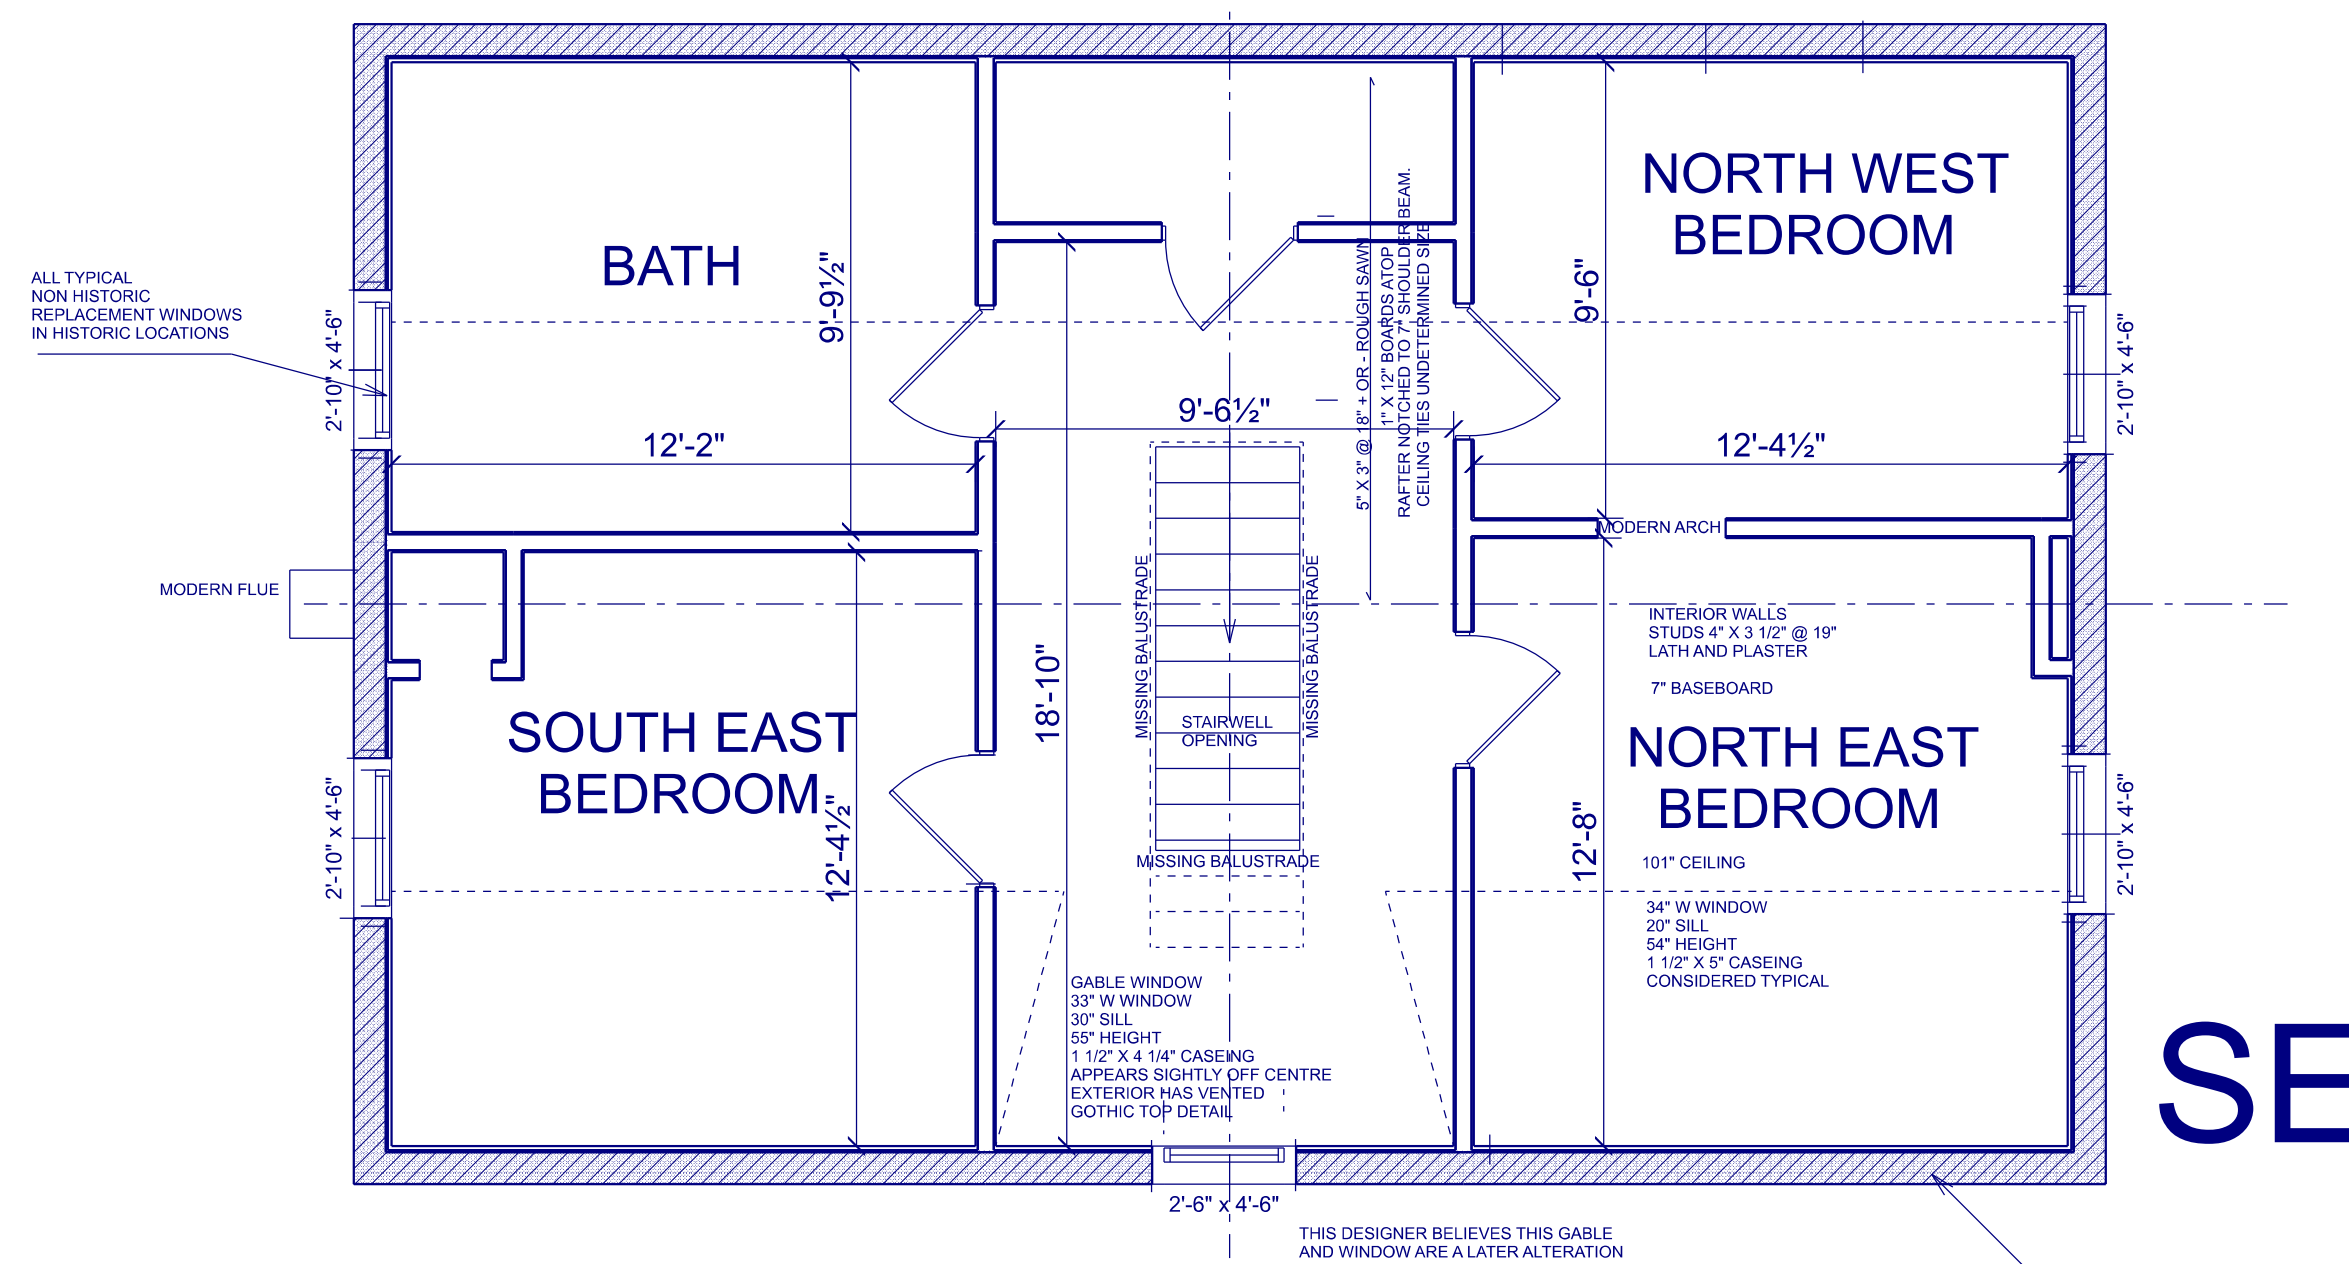 NORTH WEST
BEDROOM
BATH
9'-9½"
9'-6"
ALL TYPICAL
NON HISTORIC
REPLACEMENT WINDOWS
IN HISTORIC LOCATIONS
2'-10" x 4'-6"
5" X 3" @ 18" + OR - ROUGH SAWN
1" X 12" BOARDS ATOP
RAFTER NOTCHED TO 7" SHOULDER BEAM.
CEILING TIES UNDETERMINED SIZE
2'-10" x 4'-6"
9'-6½"
12'-2"
12'-4½"
MODERN ARCH
MODERN FLUE
MISSING BALUSTRADE
MISSING BALUSTRADE
INTERIOR WALLS
STUDS 4" X 3 1/2" @ 19"
LATH AND PLASTER
7" BASEBOARD
18'-10"
STAIRWELL
OPENING
SOUTH EAST
BEDROOM
NORTH EAST
BEDROOM
2'-10" x 4'-6"
12'-4½"
12'-8"
2'-10" x 4'-6"
MISSING BALUSTRADE
101" CEILING
34" W WINDOW
20" SILL
54" HEIGHT
1 1/2" X 5" CASEING
CONSIDERED TYPICAL
GABLE WINDOW
33" W WINDOW
30" SILL
55" HEIGHT
1 1/2" X 4 1/4" CASEING
APPEARS SIGHTLY OFF CENTRE
EXTERIOR HAS VENTED
GOTHIC TOP DETAIL
SE
2'-6" x 4'-6"
THIS DESIGNER BELIEVES THIS GABLE
AND WINDOW ARE A LATER ALTERATION